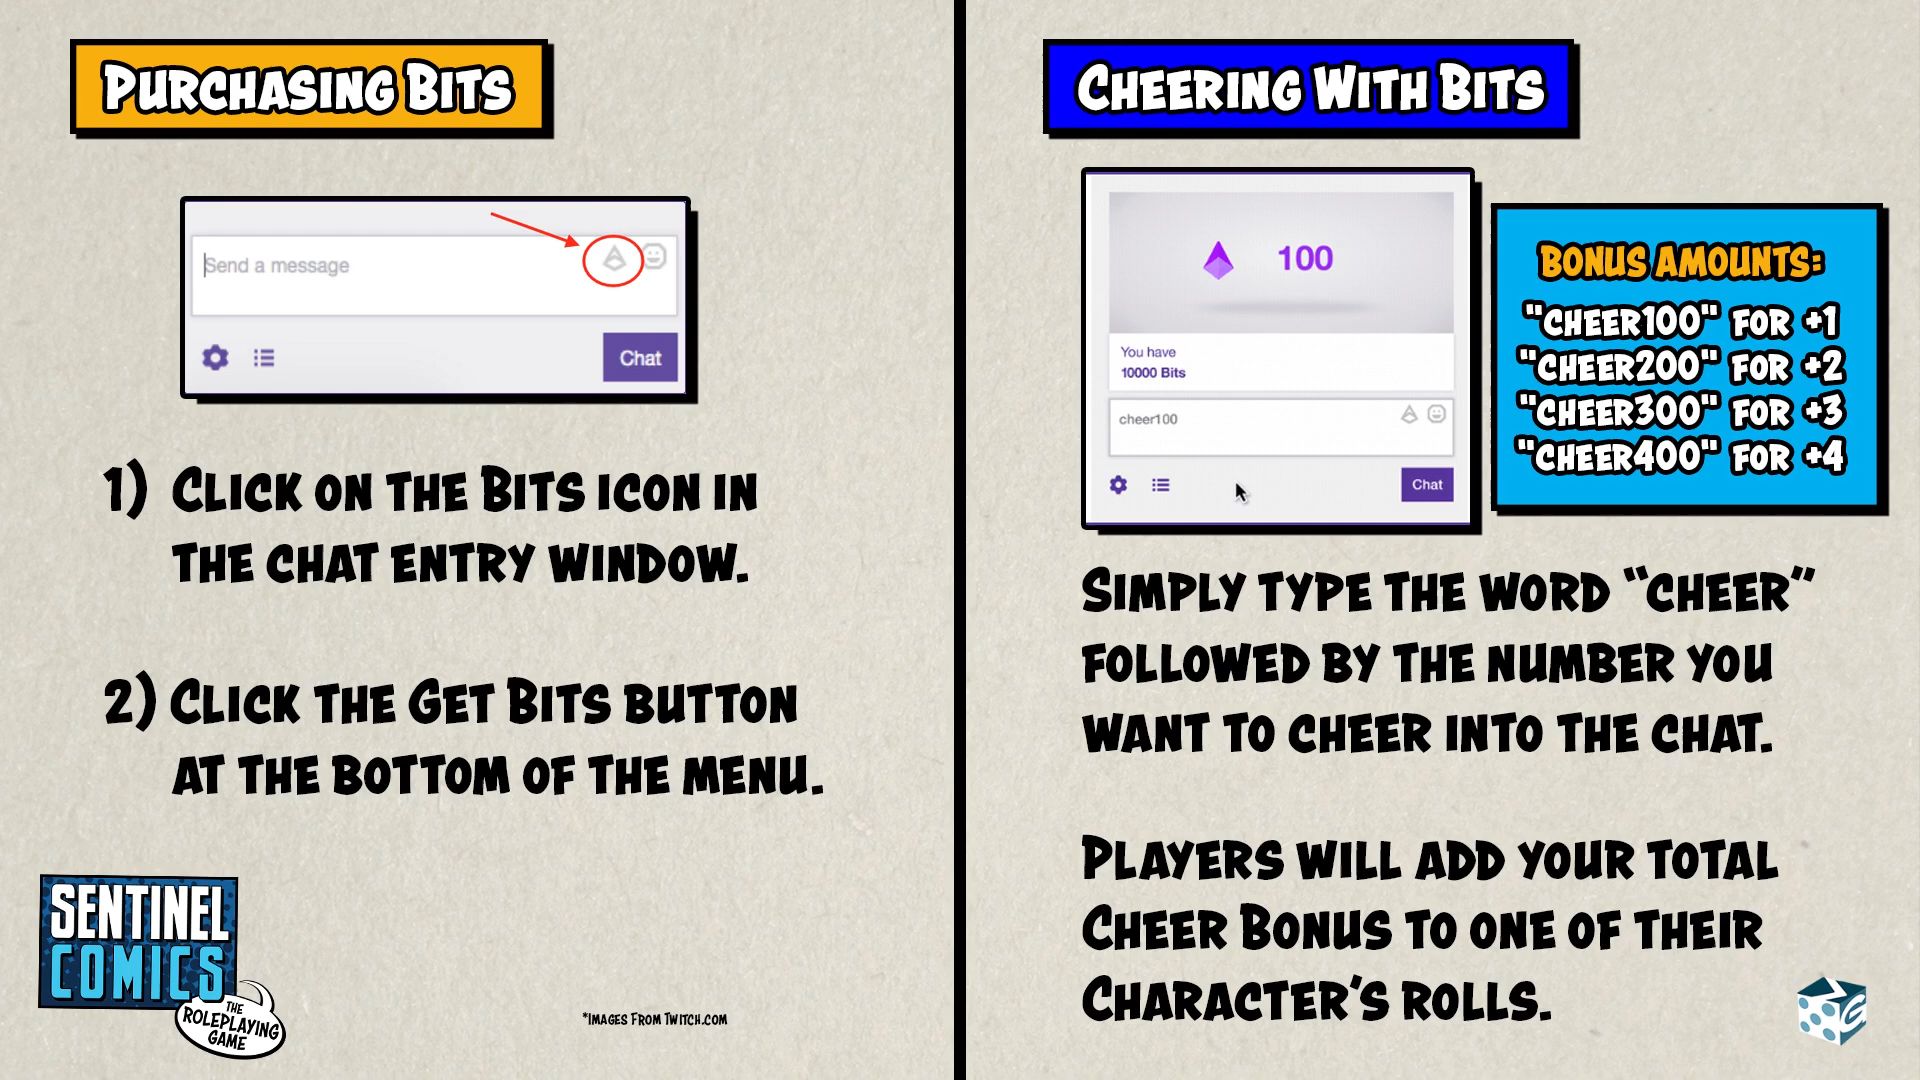 Purchasing Bits
Send a message
Chat
1) Click on the Bits icon in
the chat entry window.
2) Click the Get Bits button
at the bottom of the menu.
SENTINEL
COMICS
THE
ROLEPLAYING
GAME
*Images From Twitch.com
Cheering With Bits
100
You have
10000 Bits
cheer100
Chat
Bonus Amounts:
"cheer100" for +1
"cheer200" for +2
"cheer300" for +3
"cheer400" for +4
Simply type the word “cheer”
followed by the number you
want to cheer into the chat.
Players will add your total
Cheer Bonus to one of their
Character’s rolls.